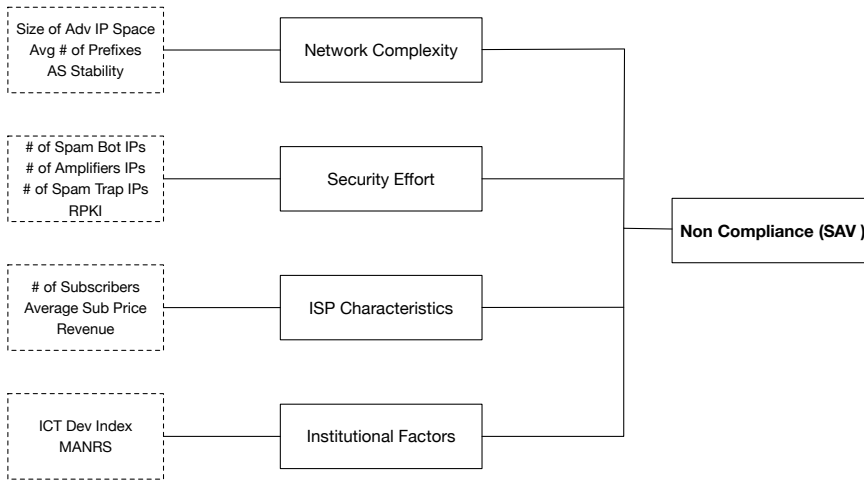 Size of Adv IP Space
Avg # of Prefixes
AS Stability
Network Complexity
# of Spam Bot IPs
# of Amplifiers IPs
# of Spam Trap IPs
RPKI
Security Effort
Non Compliance (SAV )
# of Subscribers
Average Sub Price
Revenue
ISP Characteristics
ICT Dev Index
MANRS
Institutional Factors